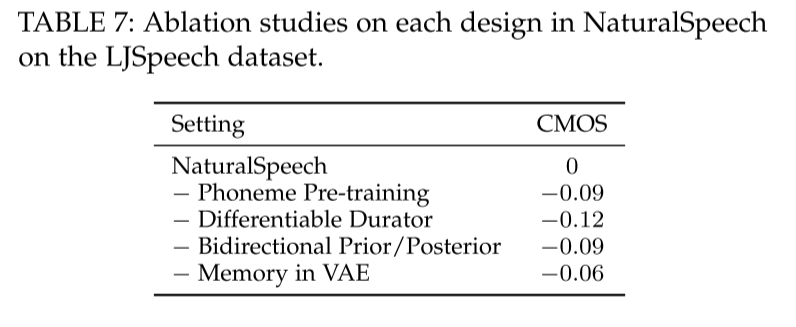 TABLE 7: Ablation studies on each design in NaturalSpeech
on the LJSpeech dataset.
Setting CMOS
NaturalSpeech 0
– Phoneme Pre-training −0.09
– Differentiable Durator −0.12
– Bidirectional Prior/Posterior −0.09
– Memory in VAE −0.06